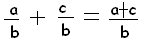 a/b + c/b = a+c/b